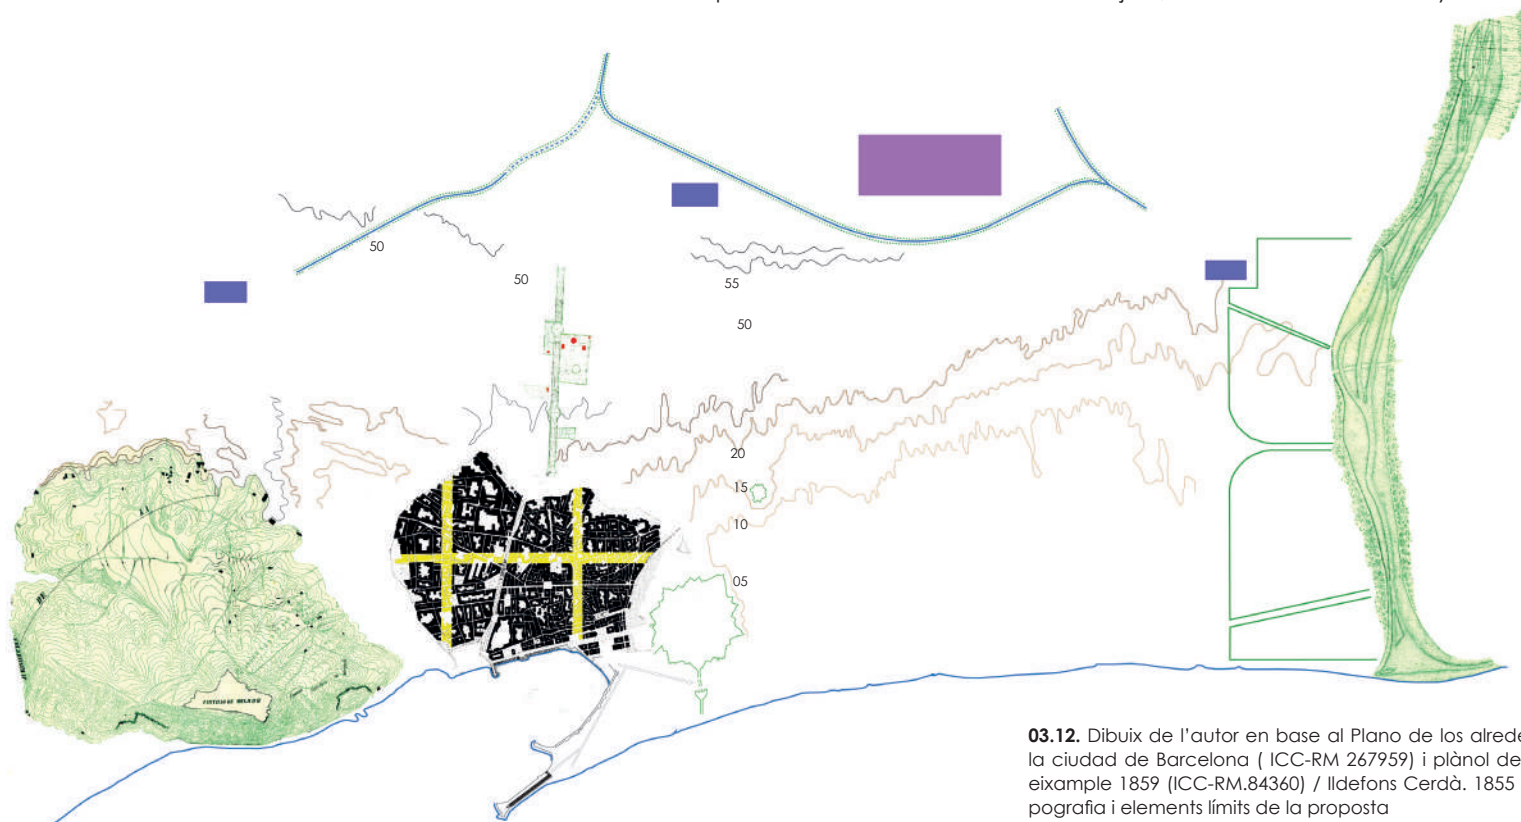 50
50
55
50
20
15
10
05
03.12. Dibuix de l'autor en base al Plano de los alrede
la ciudad de Barcelona ( ICC-RM 267959) i plànol de
eixample 1859 (ICC-RM.84360) / Ildefons Cerdà. 1855
pografia i elements límits de la proposta